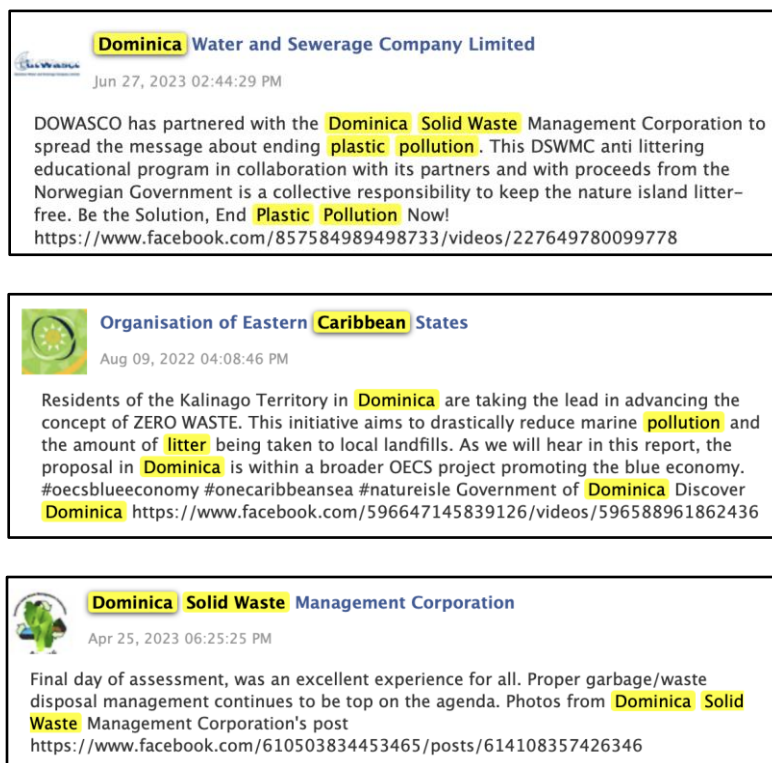 Dominica Water and Sewerage Company Limited
Jun 27, 2023 02:44:29 PM
DOWASCO has partnered with the Dominica Solid Waste Management Corporation to
spread the message about ending plastic pollution. This DSWMC anti littering
educational program in collaboration with its partners and with proceeds from the
Norwegian Government is a collective responsibility to keep the nature island litter-
free. Be the Solution, End Plastic Pollution Now!
https://www.facebook.com/857584989498733/videos/227649780099778
Organisation of Eastern Caribbean States
Aug 09, 2022 04:08:46 PM
Residents of the Kalinago Territory in Dominica are taking the lead in advancing the
concept of ZERO WASTE. This initiative aims to drastically reduce marine pollution and
the amount of litter being taken to local landfills. As we will hear in this report, the
proposal in Dominica is within a broader OECS project promoting the blue economy.
#oecsblueeconomy #onecaribbeansea #natureisle Government of Dominica Discover
Dominica https://www.facebook.com/596647145839126/videos/596588961862436
Dominica Solid Waste Management Corporation
Apr 25, 2023 06:25:25 PM
Final day of assessment, was an excellent experience for all. Proper garbage/waste
disposal management continues to be top on the agenda. Photos from Dominica Solid
Waste Management Corporation's post
https://www.facebook.com/610503834453465/posts/614108357426346